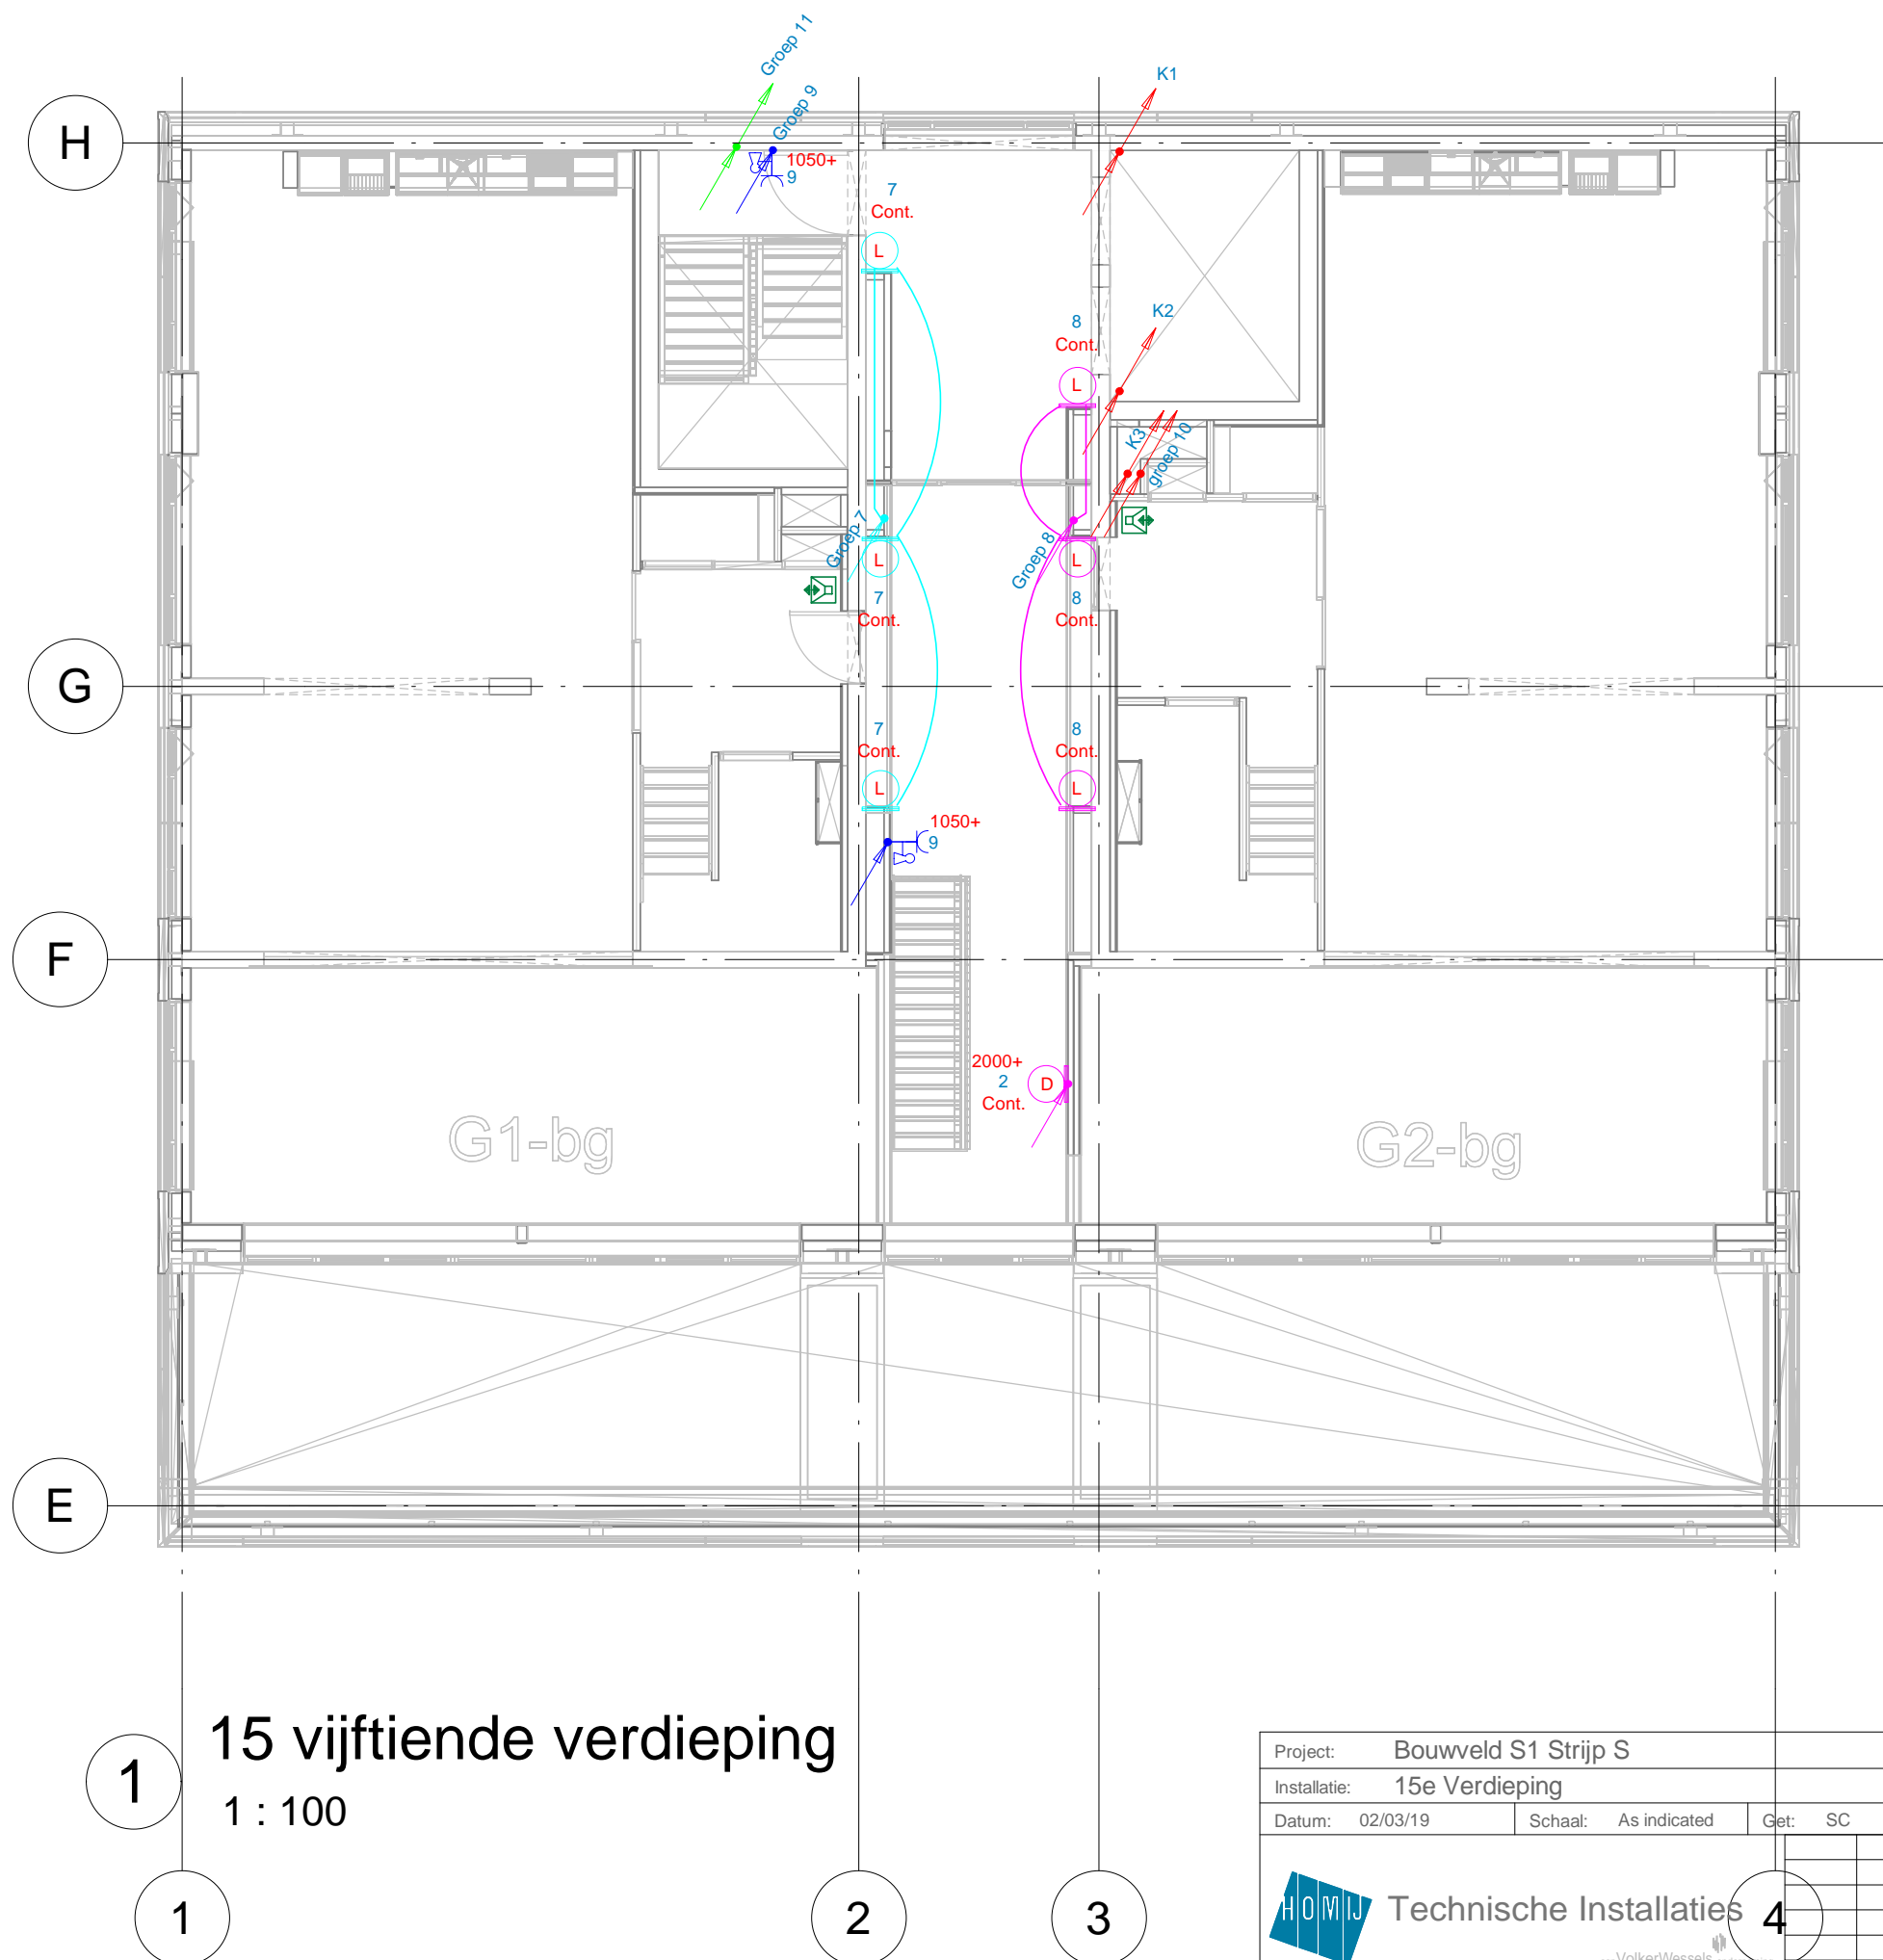 Groep 11
Groep 9
K1
H
1050+
9
7
Cont.
L
K2
8
Cont.
L
K3
groep 10
Groep 7
Groep 8
L
L
7
Cont.
8
Cont.
G
7
Cont.
8
Cont.
L
L
1050+
9
F
2000+
2
Cont.
D
G1-bg
G2-bg
E
15 vijftiende verdieping
1
1 : 100
Project: Bouwveld S1 Strijp S
Installatie: 15e Verdieping
Datum: 02/03/19 Schaal: As indicated Get: SC
HOMIJ Technische Installaties
VolkerWessels
1
2
3
4